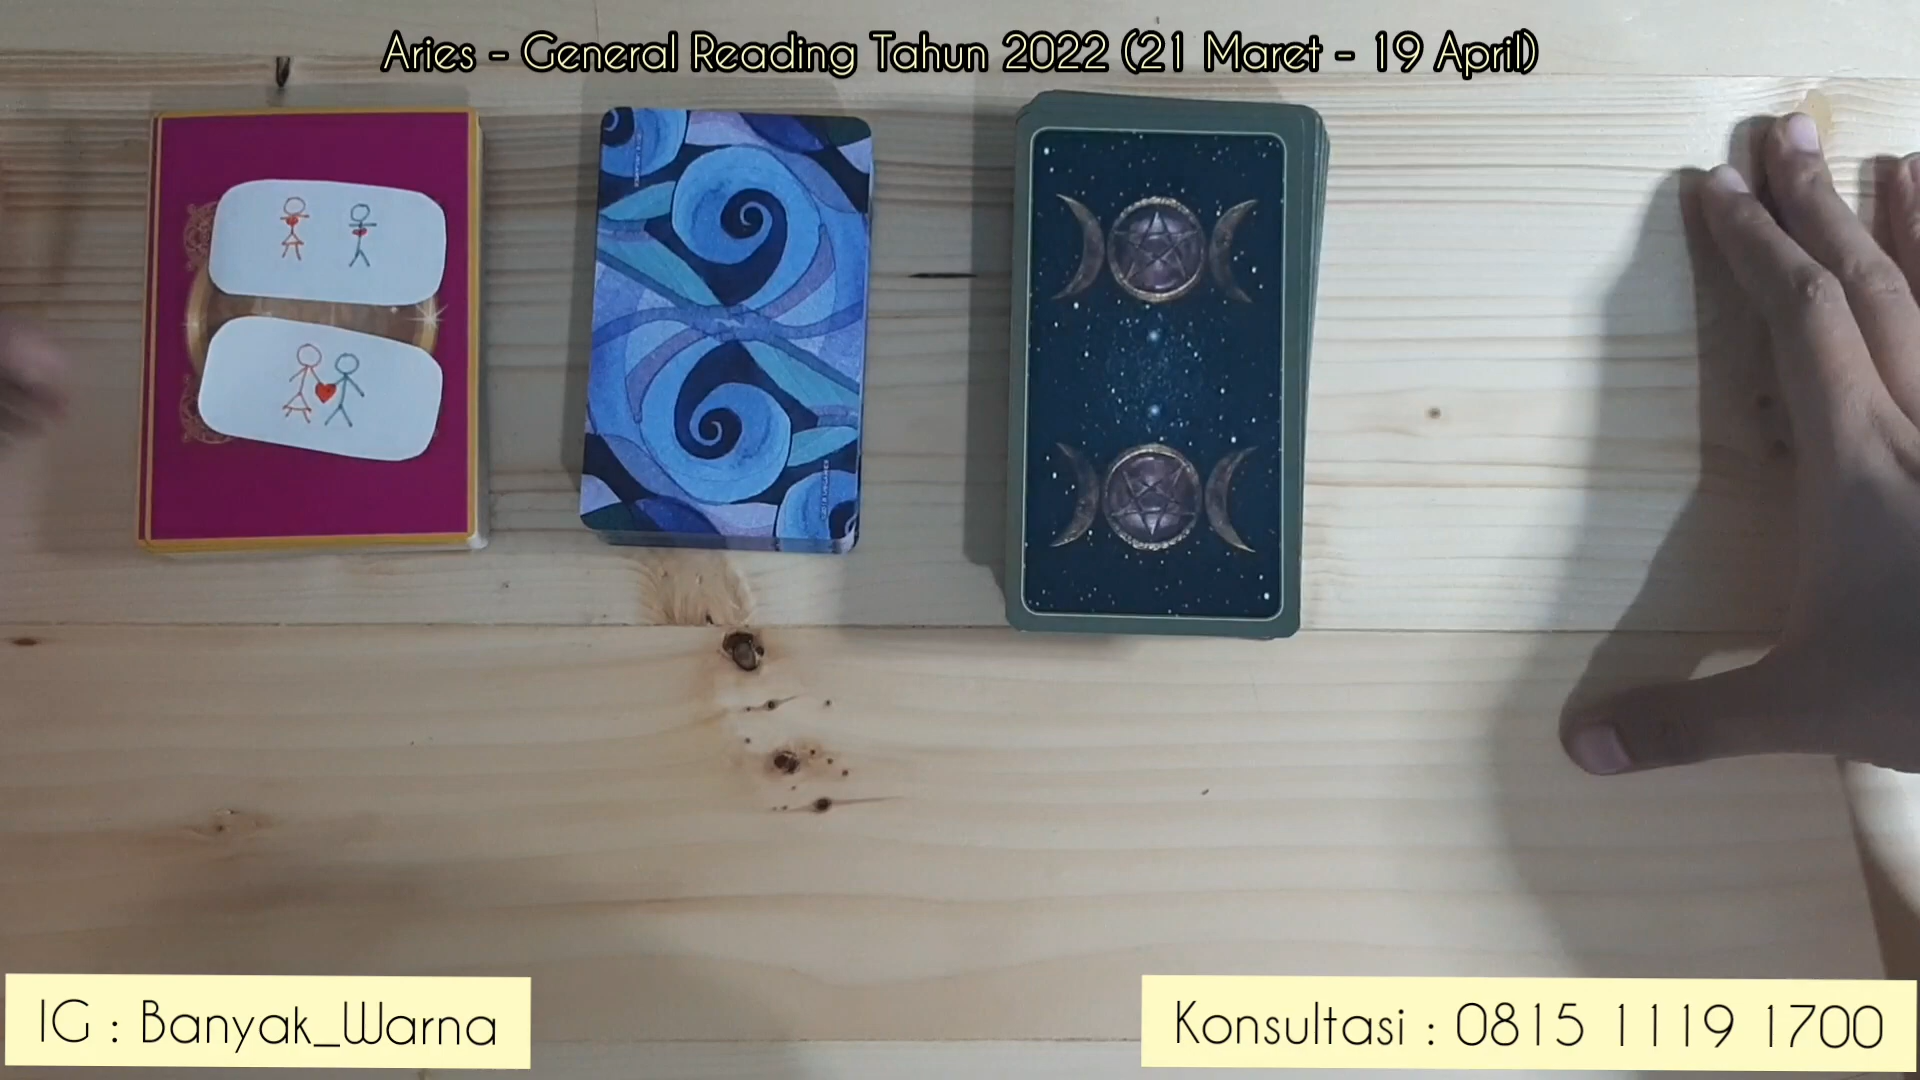 Aries - General Reading Tahun 2022 (21 Maret - 19 April)
IG : Banyak_Warna
Konsultasi : 0815 1119 1700